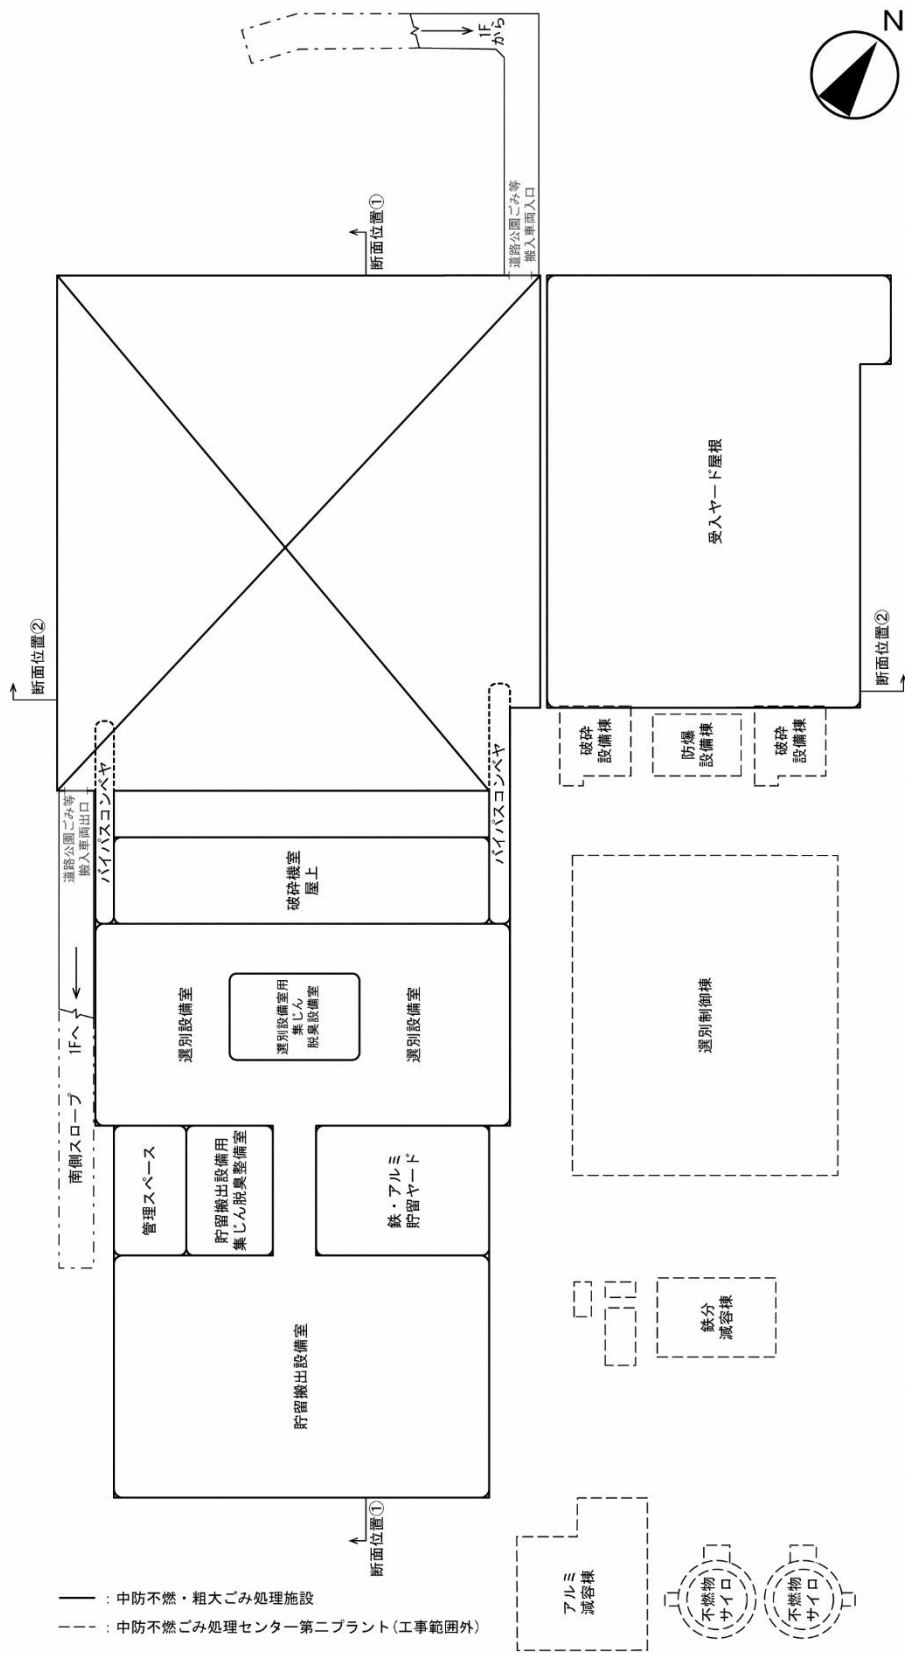 N
1F
から
道路公園ごみ等
搬入車両入口
断面位置①
断面位置②
受入ヤード屋根
断面位置②
バイパスコンベヤ
バイパスコンベヤ
破砕
設備棟
防爆
設備棟
破砕
設備棟
道路公園ごみ等
搬入車両出口
破砕機室
屋上
1Fへ
南側スロープ
選別設備室
選別設備室用
集じん
脱臭設備室
選別設備室
選別制御棟
管理スペース
貯留搬出設備用
集じん脱臭整備室
鉄・アルミ
貯留ヤード
鉄分
減容棟
貯留搬出設備室
断面位置①
アルミ
減容棟
不燃物
サイロ
不燃物
サイロ
：中防不燃・粗大ごみ処理施設
：中防不燃ごみ処理センター第二プラント(工事範囲外)